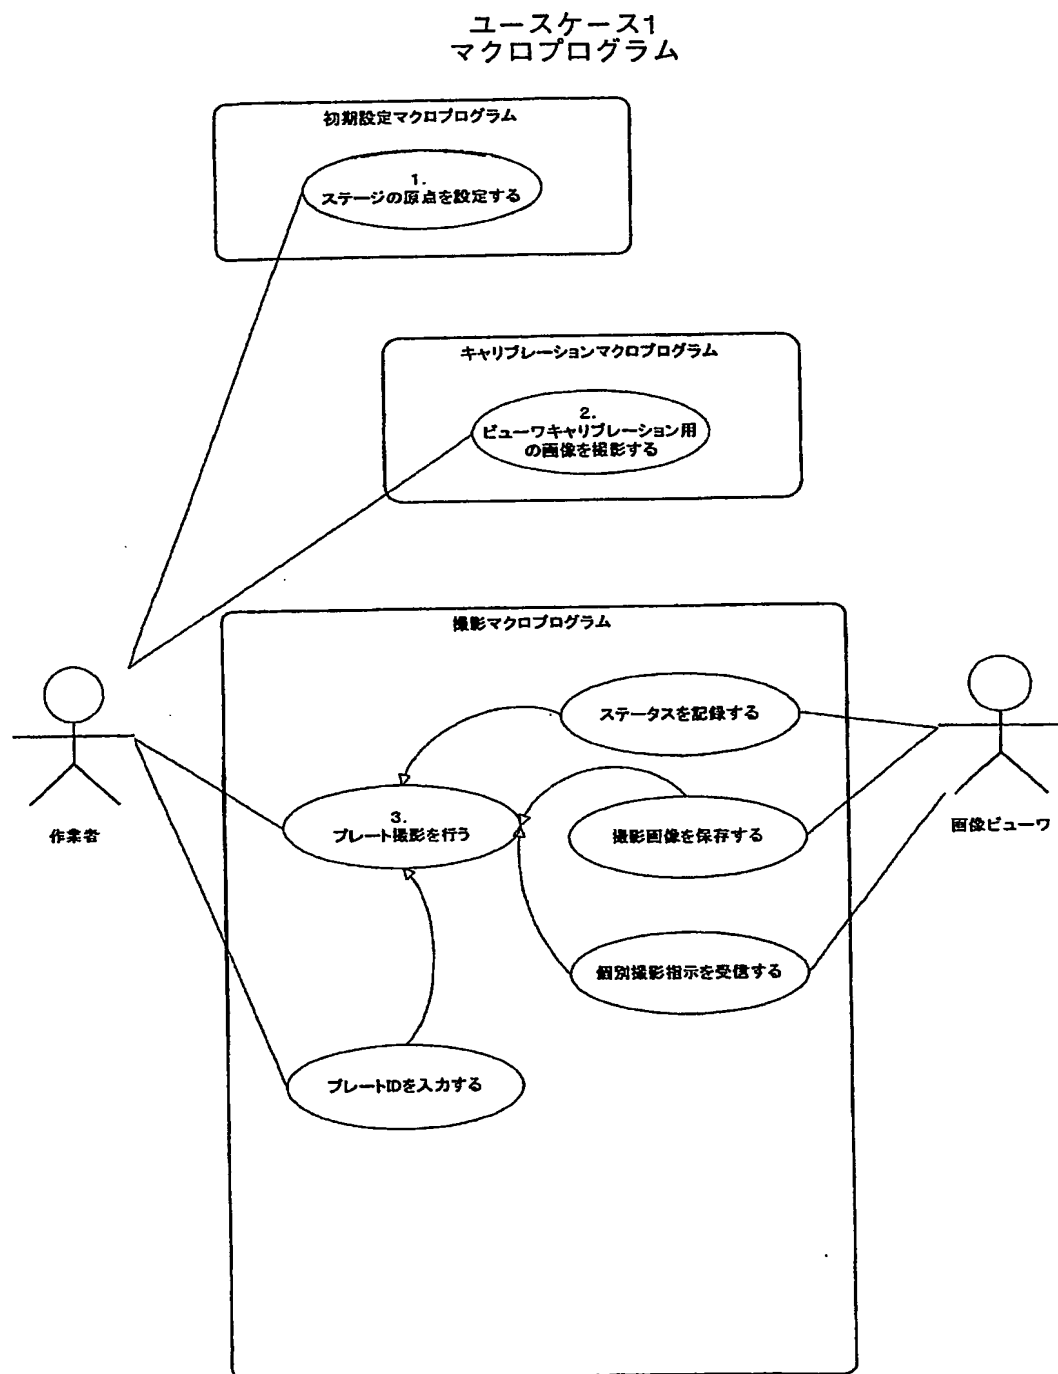 ユースケース1
マクロプログラム
初期設定マクロプログラム
1.
ステージの原点を設定する
キャリブレーションマクロプログラム
2.
ビューワキャリブレーション用
の画像を撮影する
撮影マクロプログラム
ステータスを記録する
3.
プレート撮影を行う
撮影画像を保存する
作業者
画像ビューワ
個別撮影指示を受信する
プレートIDを入力する